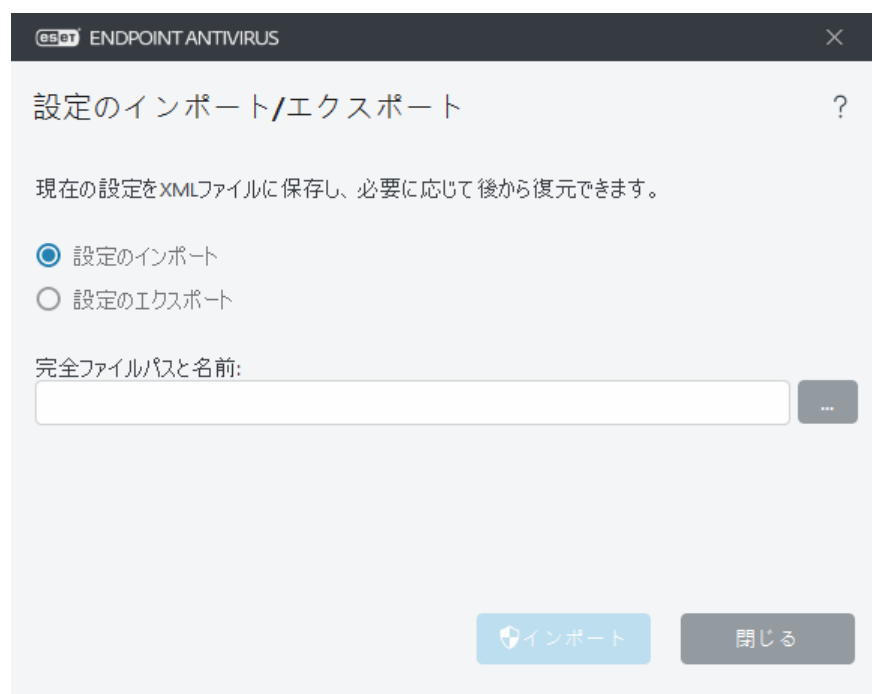 eset ENDPOINT ANTIVIRUS
設定のインポート/エクスポート
?
現在の設定をXMLファイルに保存し、必要に応じて後から復元できます。
設定のインポート
設定のエクスポート
完全ファイルパスと名前:
...
インポート
閉じる